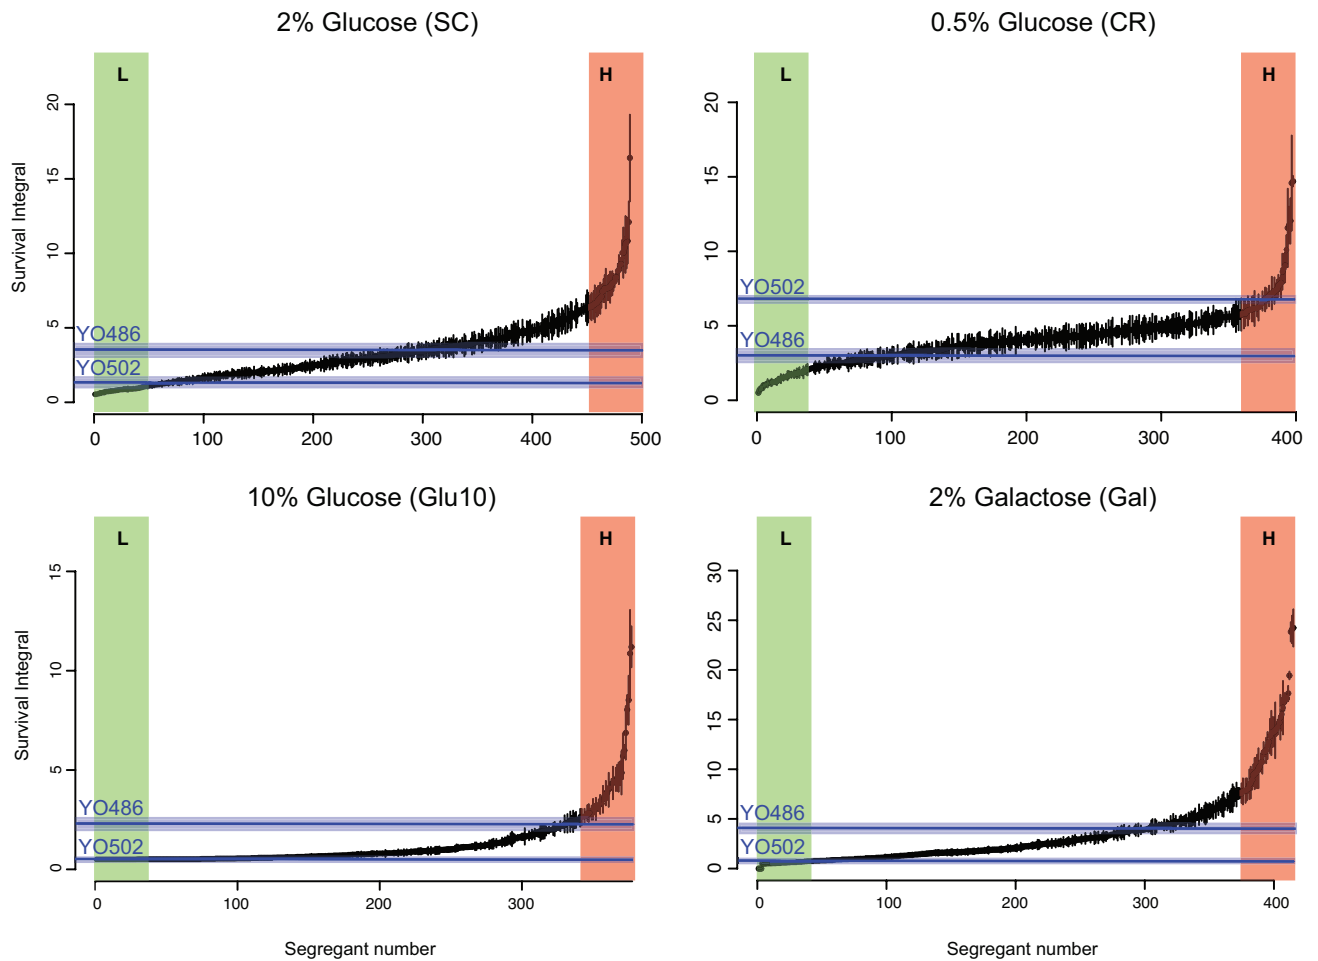 2% Glucose (SC)
L
H
20
15
10
5
0
Survival Integral
YO486
YO502
0 100 200 300 400 500
0.5% Glucose (CR)
L
H
20
15
10
5
0
YO502
YO486
0 100 200 300 400
10% Glucose (Glu10)
L
H
15
10
5
0
Survival Integral
YO486
YO502
0 100 200 300
Segregant number
2% Galactose (Gal)
L
H
30
25
20
15
10
5
0
YO486
YO502
0 100 200 300 400
Segregant number